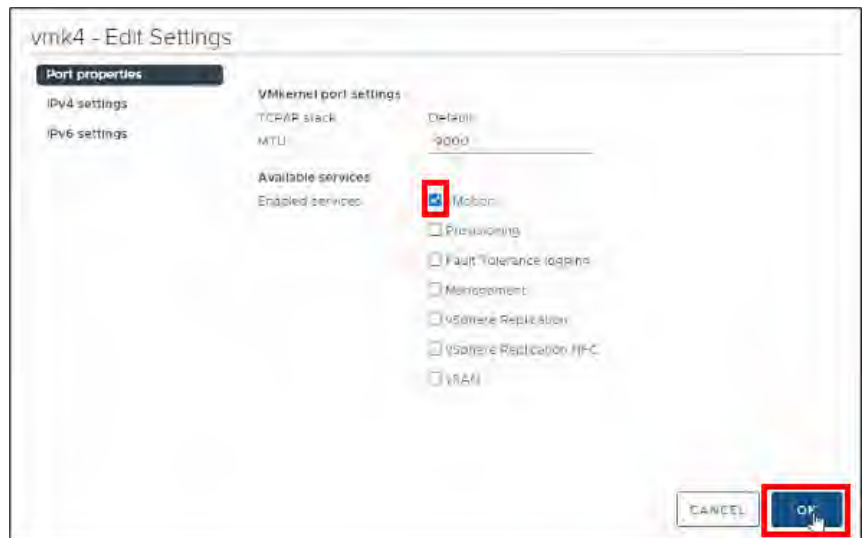 vmk4 - Edit Settings
Port properties
IPv4 settings
IPv6 settings
VMkernel port settings
TCP/IP stack Default
MTU 9000
Available services
Enabled services vMotion
Provisioning
Fault Tolerance logging
Management
vSphere Replication
vSphere Replication NFC
vSAN
CANCEL
OK